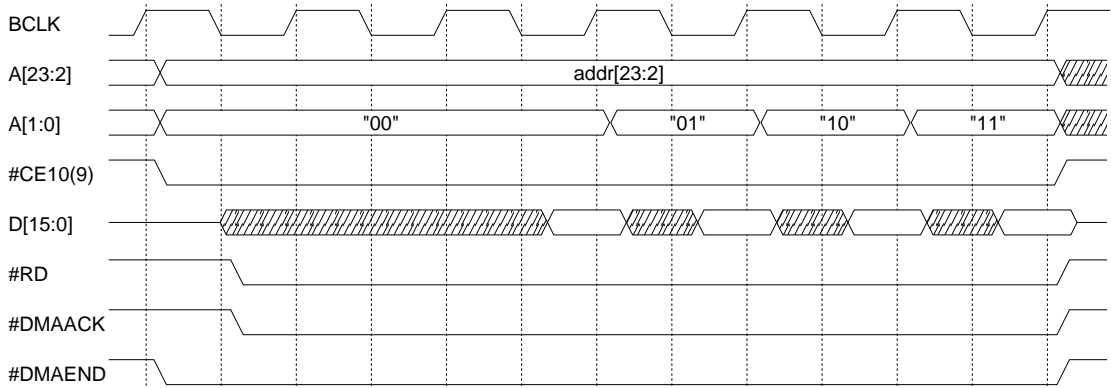 BCLK
A[23:2] addr[23:2]
A[1:0] "00" "01" "10" "11"
#CE10(9)
D[15:0]
#RD
#DMAACK
#DMAEND